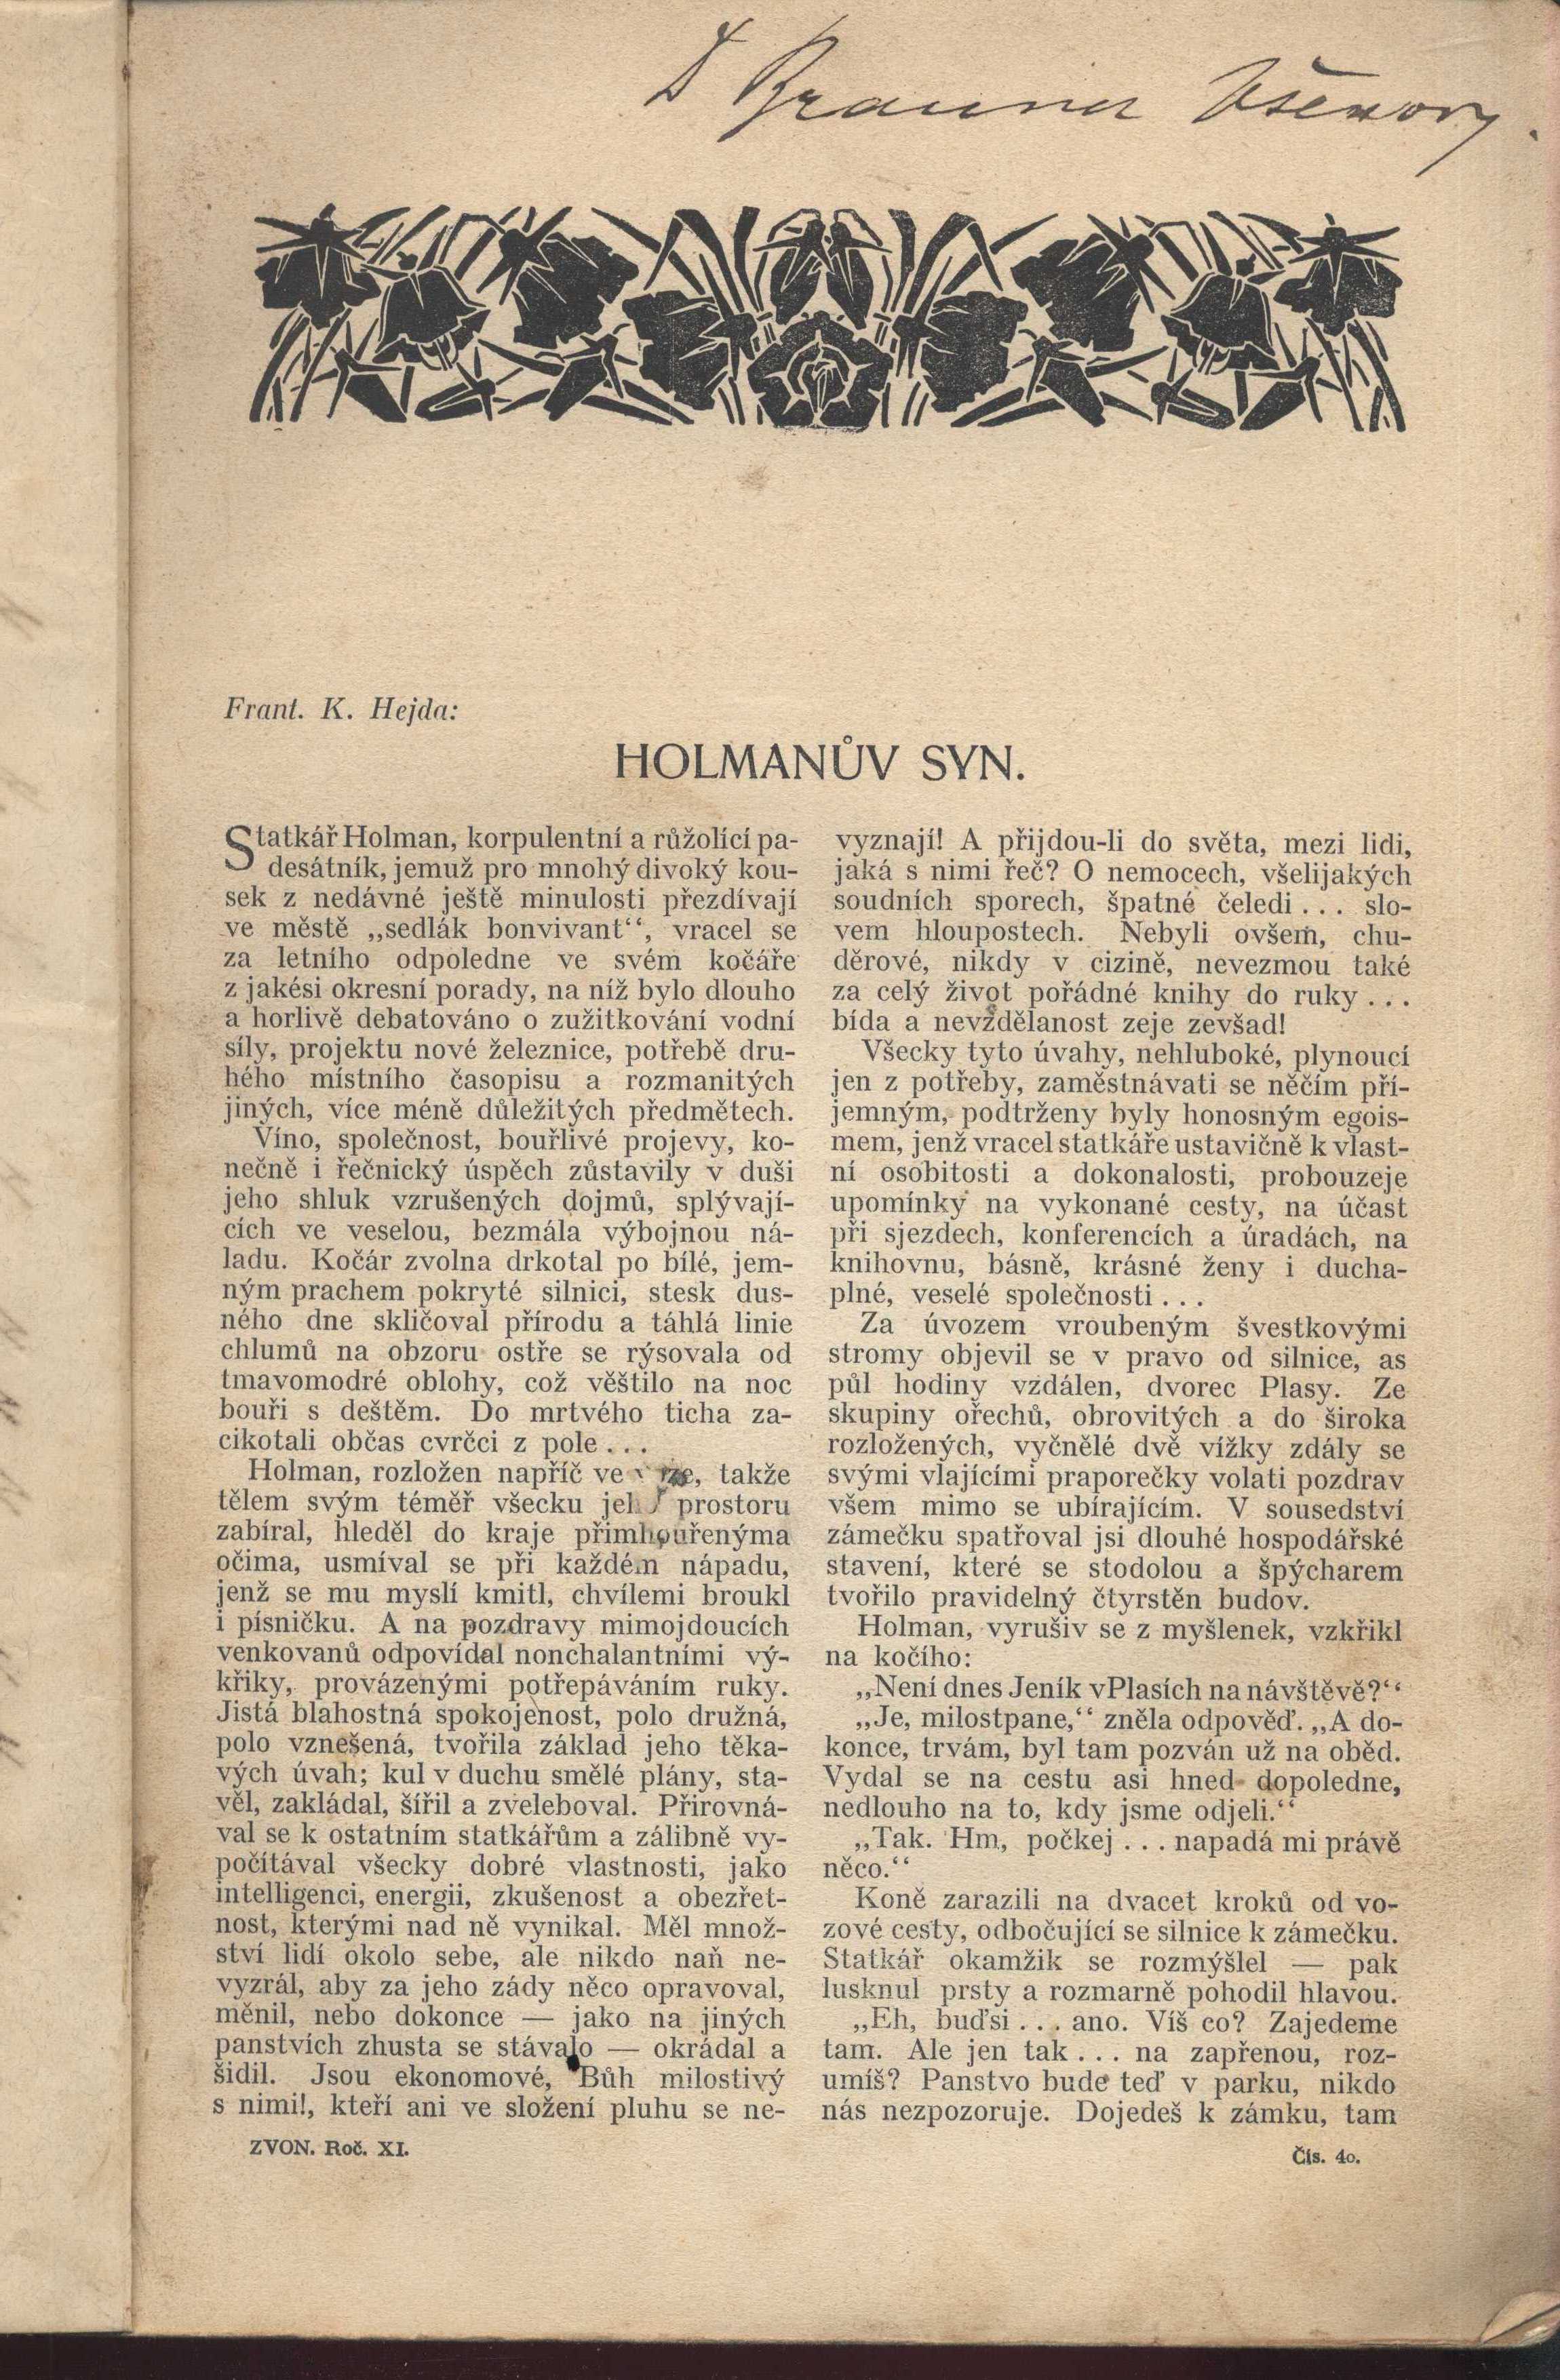 Frant. K. Hejda:
HOLMANŮV SYN.
Statkář Holman, korpulentní a růžolící pa-
desátník, jemuž pro mnohý divoký kou-
sek z nedávné ještě minulosti přezdívají
ve městě „sedlák bonvivant“, vracel se
za letního odpoledne ve svém kočáře
z jakési okresní porady, na níž bylo dlouho
a horlivě debatováno o zužitkování vodní
síly, projektu nové železnice, potřebě dru-
hého místního časopisu a rozmanitých
jiných, více méně důležitých předmětech.
Víno, společnost, bouřlivé projevy, ko-
nečně i řečnický úspěch zůstavily v duši
jeho shluk vzrušených dojmů, splývají-
cích ve veselou, bezmála výbojnou ná-
ladu. Kočár zvolna drkotal po bílé, jem-
ným prachem pokryté silnici, stesk dus-
ného dne skličoval přírodu a táhlá linie
chlumů na obzoru ostře se rýsovala od
tmavomodré oblohy, což věštilo na noc
bouři s deštěm. Do mrtvého ticha za-
cikotali občas cvrčci z pole...
Holman, rozložen napříč ve takže
tělem svým téměř všecku prostoru
zabíral, hleděl do kraje přimhouřenýma
očima, usmíval se při každém nápadu,
jenž se mu myslí kmitl, chvílemi broukl
i písničku. A na pozdravy mimojdoucích
venkovanů odpovídal nonchalantními vý-
křiky, provázenými potřepáváním ruky.
Jistá blahostná spokojenost, polo družná,
polo vznešená, tvořila základ jeho těka-
vých úvah; kul v duchu smělé plány, sta-
věl, zakládal, šířil a zveleboval. Přirovná-
val se k ostatním statkářům a zálibně vy-
počítával všecky dobré vlastnosti, jako
intelligenci, energii, zkušenost a obezřet-
nost, kterými nad ně vynikal. Měl množ-
ství lidí okolo sebe, ale nikdo naň ne-
vyzrál, aby za jeho zády něco opravoval,
měnil, nebo dokonce — jako na jiných
panstvích zhusta se stávalo — okrádal a
šidil. Jsou ekonomové, Bůh milostivý
s nimi!, kteří ani ve složení pluhu se ne-
vyznají! A přijdou-li do světa, mezi lidi,
jaká s nimi řeč? O nemocech, všelijakých
soudních sporech, špatné čeledi... slo-
vem hloupostech. Nebyli ovšem, chu-
děrové, nikdy v cizině, nevezmou také
za celý život pořádné knihy do ruky...
bída a nevzdělanost zeje zevšad!
Všecky tyto úvahy, nehluboké, plynoucí
jen z potřeby, zaměstnávati se něčím pří-
jemným, podtrženy byly honosným egois-
mem, jenž vracel statkáře ustavičně k vlast-
ní osobitosti a dokonalosti, probouzeje
upomínky na vykonané cesty, na účast
při sjezdech, konferencích a úradách, na
knihovnu, básně, krásné ženy i ducha-
plné, veselé společnosti...
Za úvozem vroubeným švestkovými
stromy objevil se v pravo od silnice, as
půl hodiny vzdálen, dvorec Plasy. Ze
skupiny ořechů, obrovitých a do široka
rozložených, vyčnělé dvě vížky zdály se
svými vlajícími praporečky volati pozdrav
všem mimo se ubírajícím. V sousedství
zámečku spatřoval jsi dlouhé hospodářské
stavení, které se stodolou a špýcharem
tvořilo pravidelný čtyrstěn budov.
Holman, vyrušiv se z myšlenek, vzkřikl
na kočího:
„Není dnes Jeník v Plasích na návštěvě?“
„Je, milostpane,“ zněla odpověď. „A do-
konce, trvám, byl tam pozván už na oběd.
Vydal se na cestu asi hned dopoledne,
nedlouho na to, kdy jsme odjeli.“
„Tak. Hm, počkej... napadá mi právě
něco.“
Koně zarazili na dvacet kroků od vo-
zové cesty, odbočující se silnice k zámečku.
Statkář okamžik se rozmýšlel — pak
lusknul prsty a rozmarně pohodil hlavou.
„Eh, buďsi... ano. Víš co? Zajedeme
tam. Ale jen tak... na zapřenou, roz-
umíš? Panstvo bude teď v parku, nikdo
nás nezpozoruje. Dojedeš k zámku, tam
ZVON. Roč. XI.
Čís. 40.